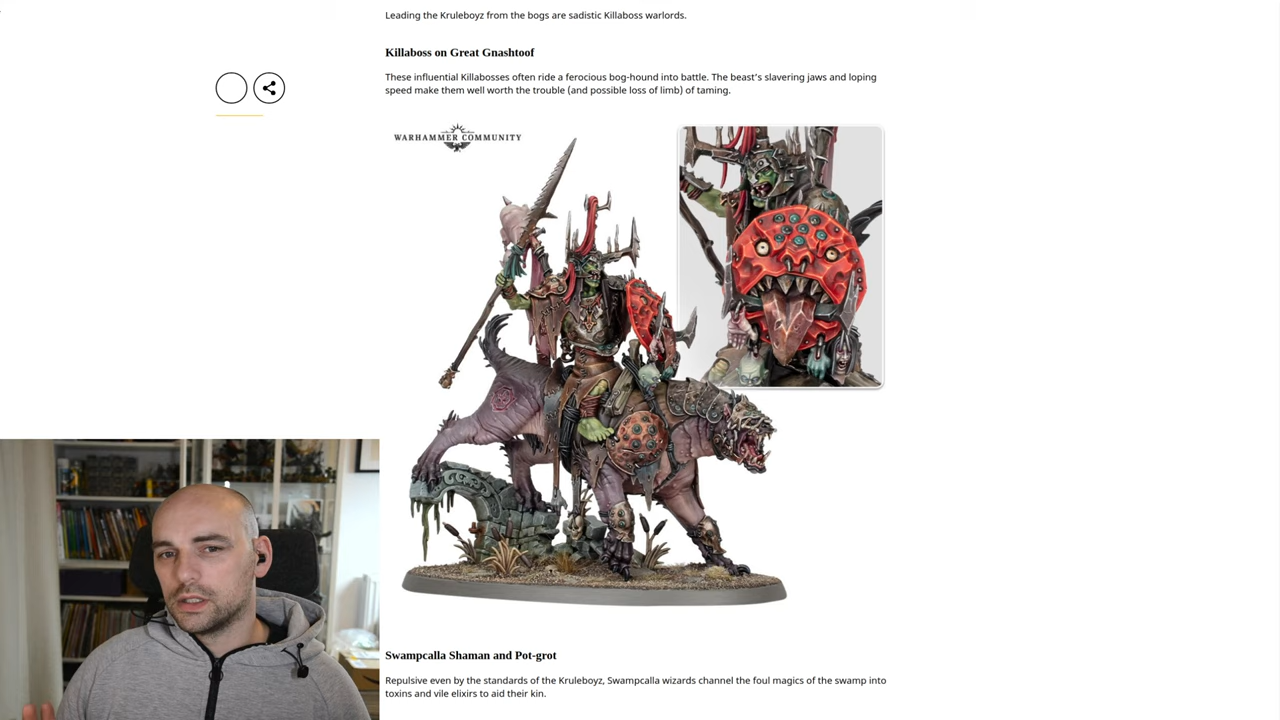 Leading the Kruleboyz from the bogs are sadistic Killaboss warlords.
Killaboss on Great Gnashtoof
These influential Killabosses often ride a ferocious bog-hound into battle. The beast's slavering jaws and loping
speed make them well worth the trouble (and possible loss of limb) of taming.
WARHAMMER COMMUNITY
Swampcalla Shaman and Pot-grot
Repulsive even by the standards of the Kruleboyz, Swampcalla wizards channel the foul magics of the swamp into
toxins and vile elixirs to aid their kin.